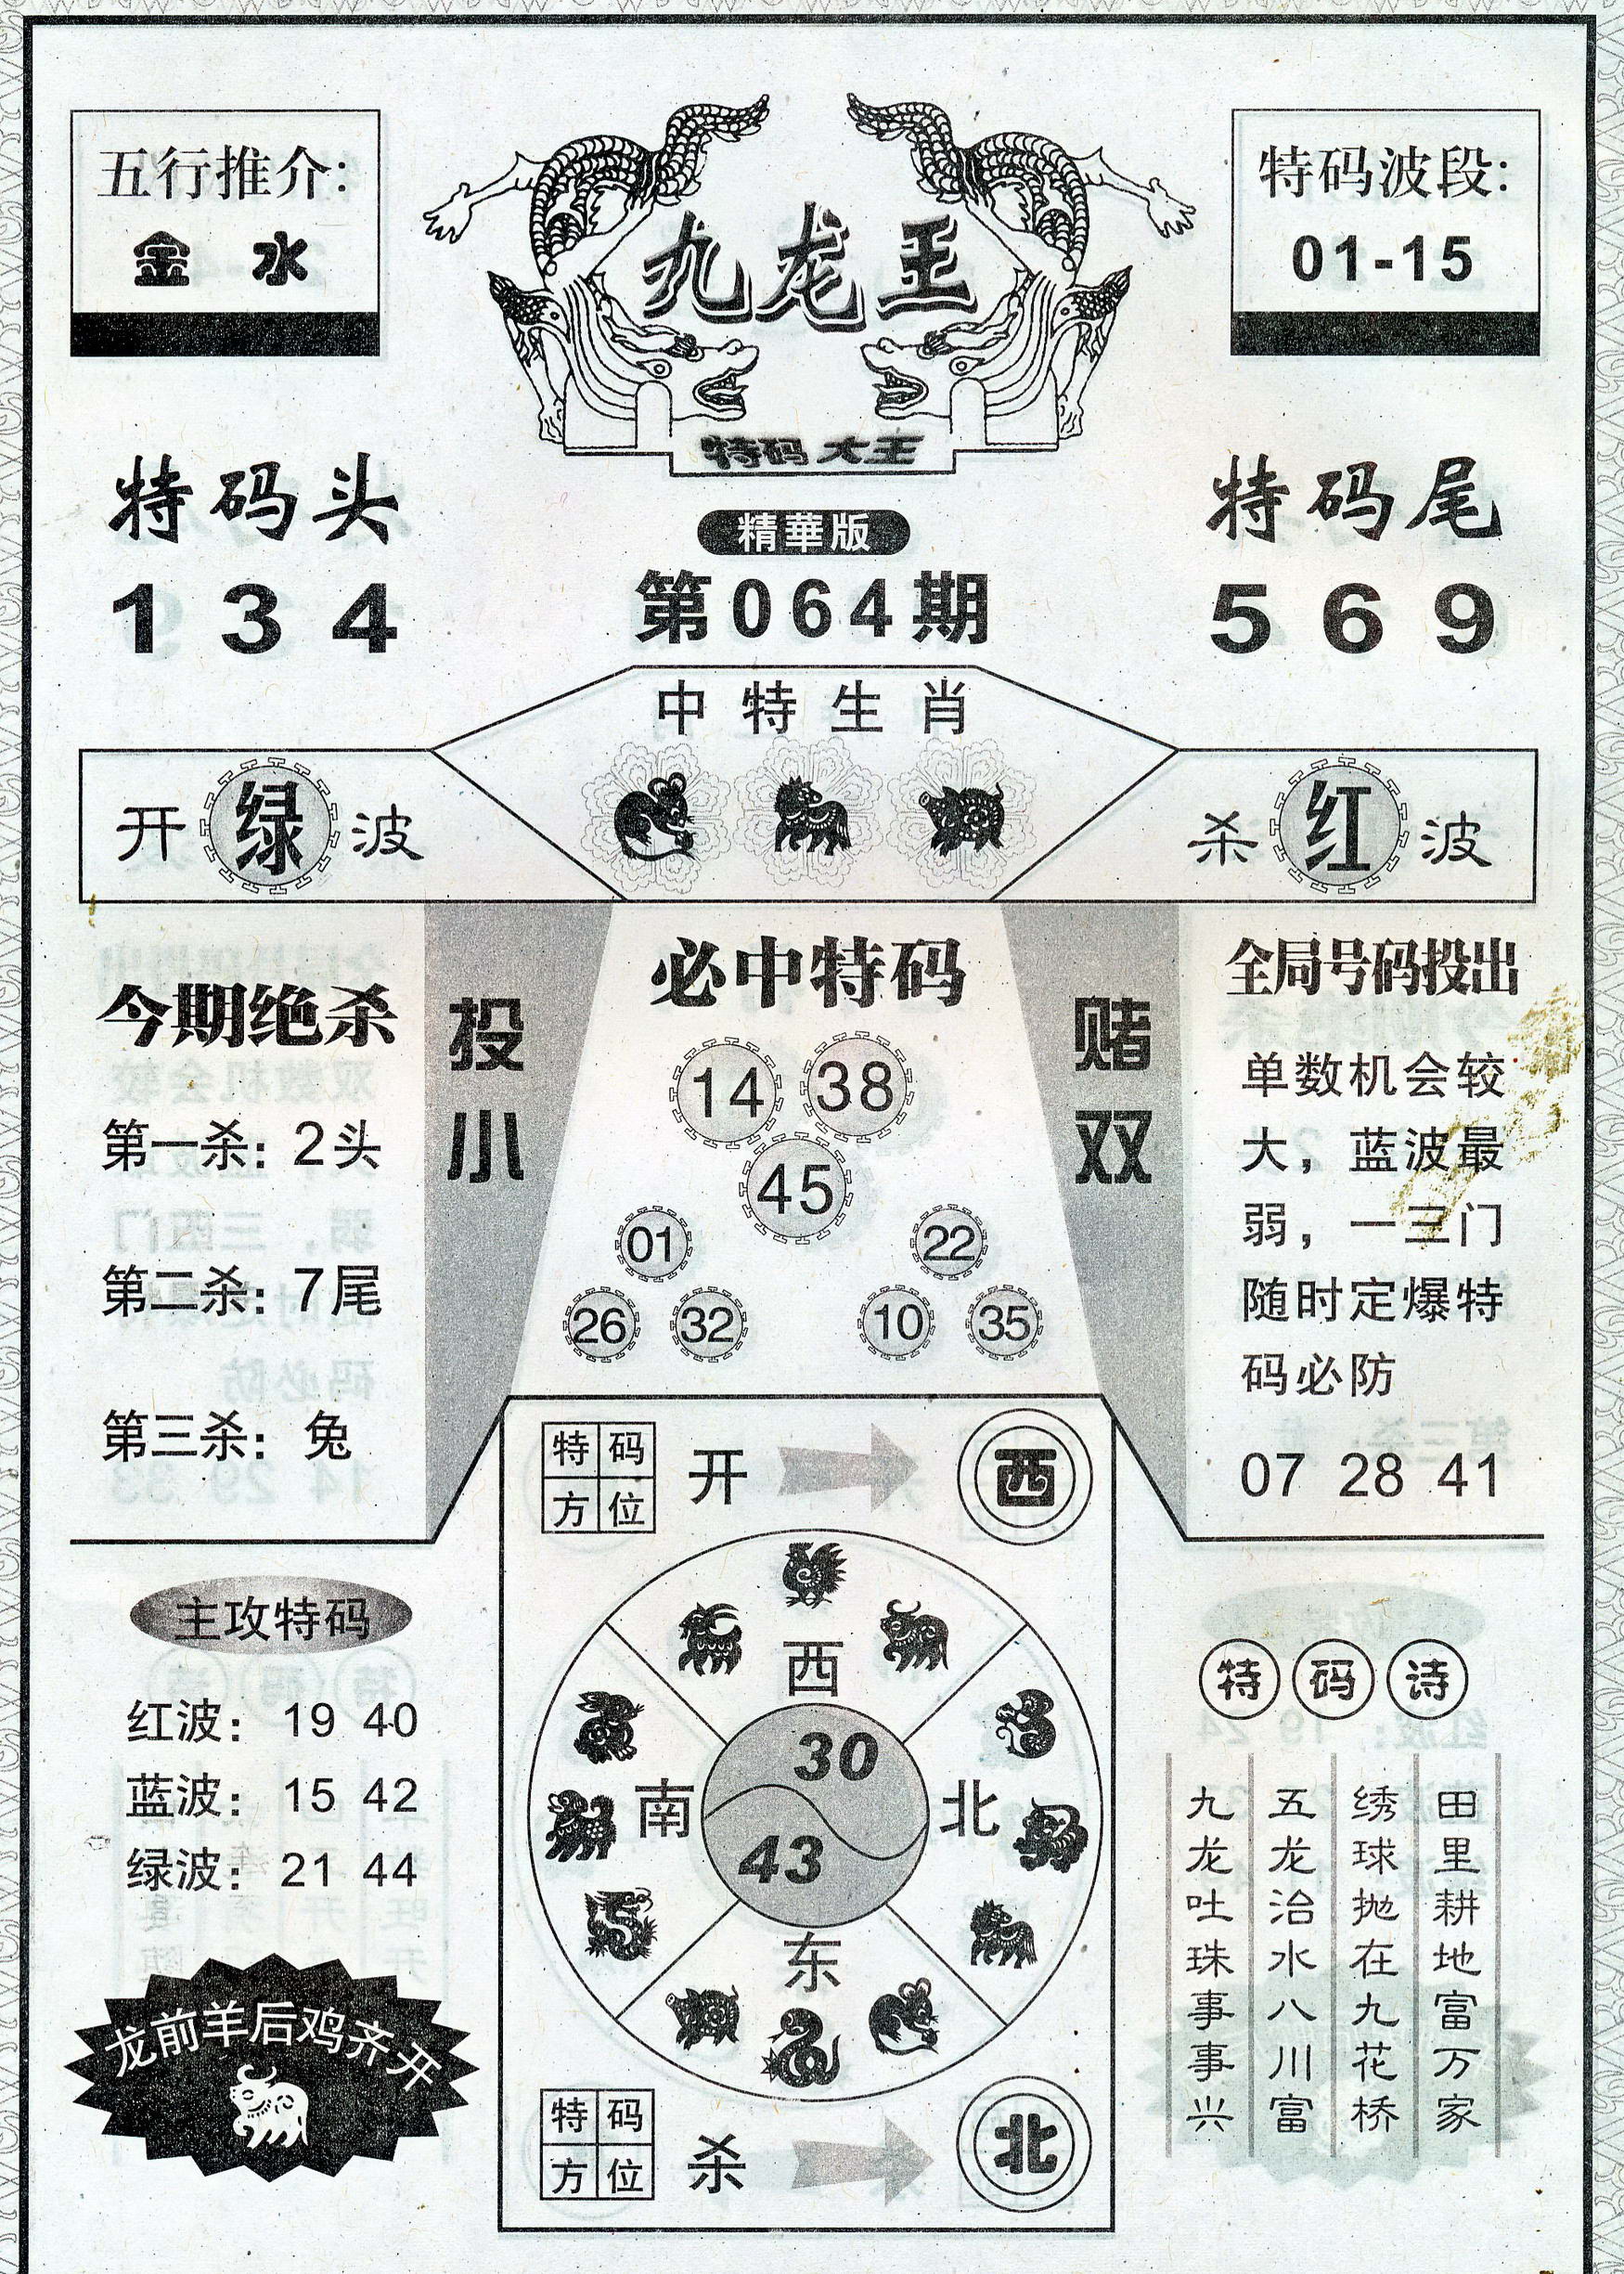 五行推介:
金 水
九龙王
特码大王
特码波段:
01-15
特码头
1 3 4
精華版
第064期
特码尾
5 6 9
中特生肖
开绿波
杀红波
今期绝杀
第一杀: 2头
第二杀: 7尾
第三杀: 兔
投小
必中特码
14 38
45
01 22
26 32 10 35
赌双
全局号码投出
单数机会较
大，蓝波最
弱，一三门
随时定爆特
码必防
07 28 41
特码方位 开 西
西
南 北
东
30
43
特码方位 杀 北
主攻特码
红波: 19 40
蓝波: 15 42
绿波: 21 44
龙前羊后鸡齐开
特码诗
九龙吐珠事事兴
五龙治水八川富
绣球抛在九花桥
田里耕地富万家